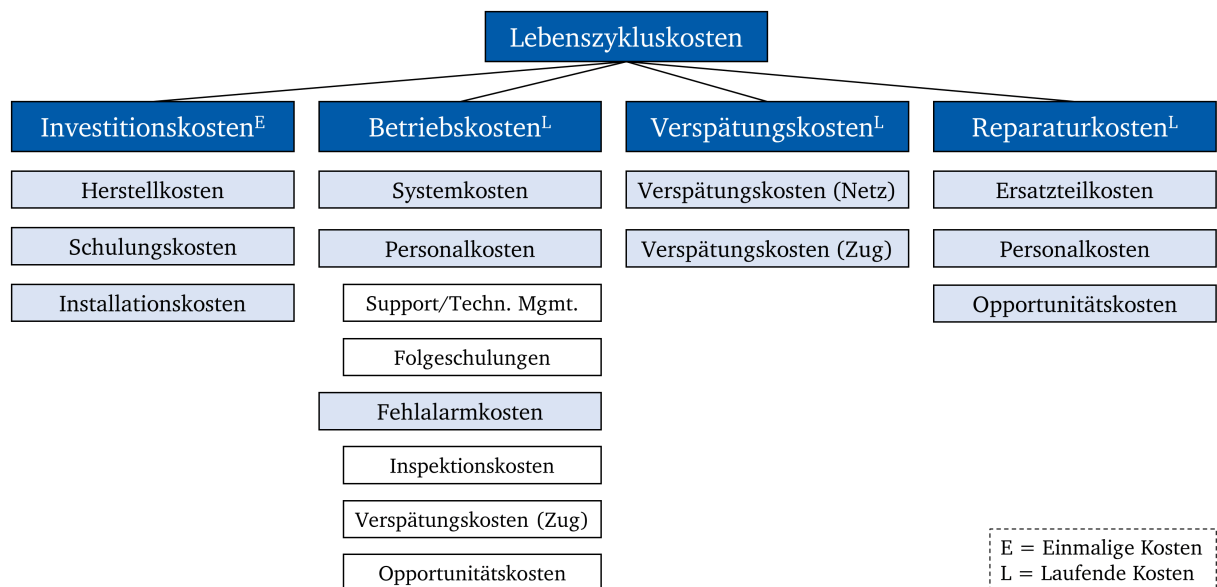 Lebenszykluskosten
Investitionskostenᴱ
Herstellkosten
Schulungskosten
Installationskosten
Betriebskostenᴸ
Systemkosten
Personalkosten
Support/Techn. Mgmt.
Folgeschulungen
Fehlalarmkosten
Inspektionskosten
Verspätungskosten (Zug)
Opportunitätskosten
Verspätungskostenᴸ
Verspätungskosten (Netz)
Verspätungskosten (Zug)
Reparaturkostenᴸ
Ersatzteilkosten
Personalkosten
Opportunitätskosten
E = Einmalige Kosten
L = Laufende Kosten